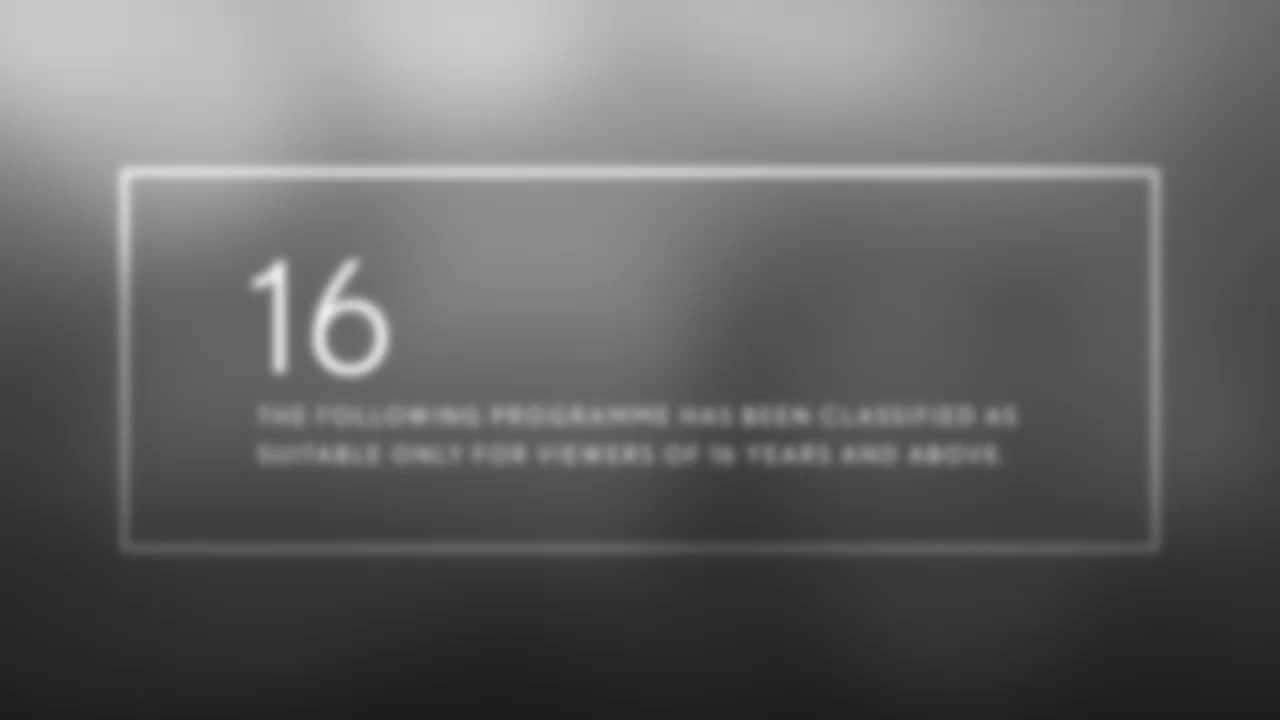 16
THE FOLLOWING PROGRAMME HAS BEEN CLASSIFIED AS
SUITABLE ONLY FOR VIEWERS OF 16 YEARS AND ABOVE.